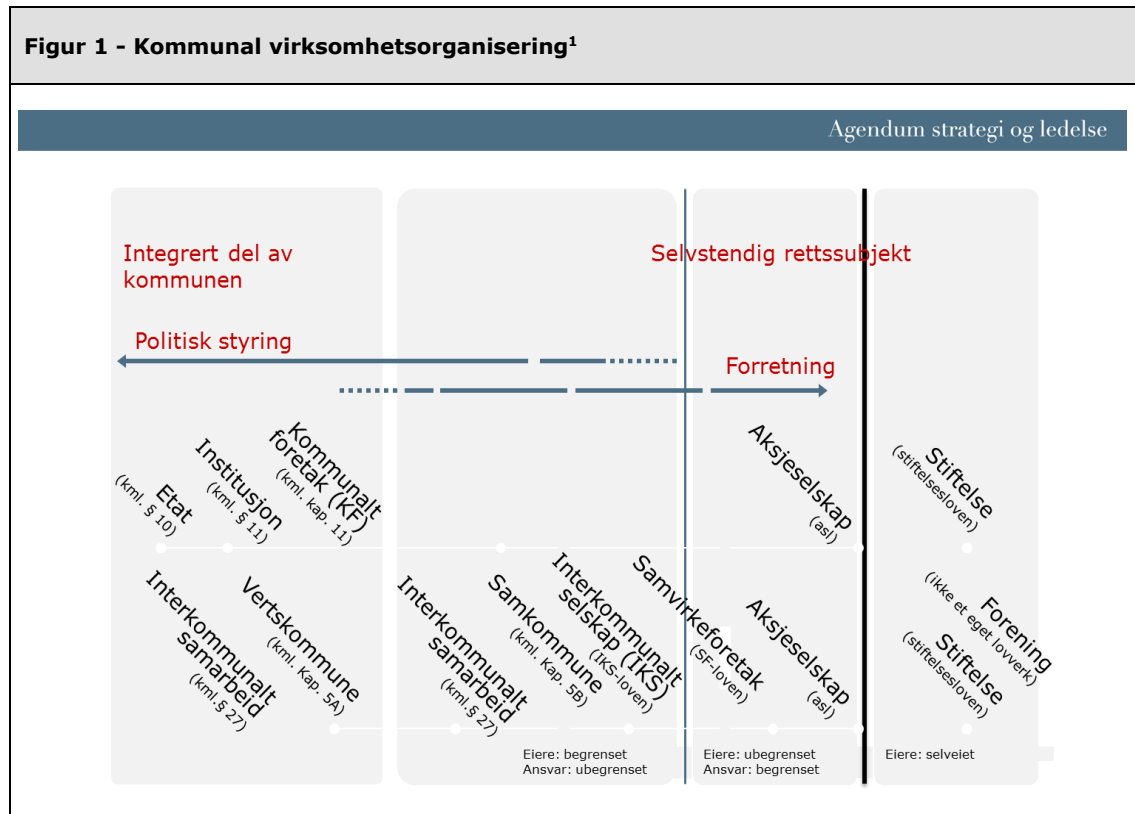 Figur 1 - Kommunal virksomhetsorganisering¹
Agendum strategi og ledelse
Integrert del av
kommunen
Selvstendig rettssubjekt
Politisk styring
Forretning
Etat
(kml. § 10)
Institusjon
(kml. § 11)
Kommunalt
foretak (KF)
(kml. kap. 11)
Aksjeselskap
(asl)
Stiftelse
(stiftelsesloven)
Interkommunalt
samarbeid
(kml.§ 27)
Vertskommune
(kml. Kap. 5A)
Interkommunalt
samarbeid
(kml.§ 27)
Samkommune
(kml. Kap. 5B)
Interkommunalt
selskap (IKS)
(IKS-loven)
Samvirkeforetak
(SF-loven)
Aksjeselskap
(asl)
Forening
(ikke et eget lovverk)
Stiftelse
(stiftelsesloven)
Eiere: begrenset
Ansvar: ubegrenset
Eiere: ubegrenset
Ansvar: begrenset
Eiere: selveiet